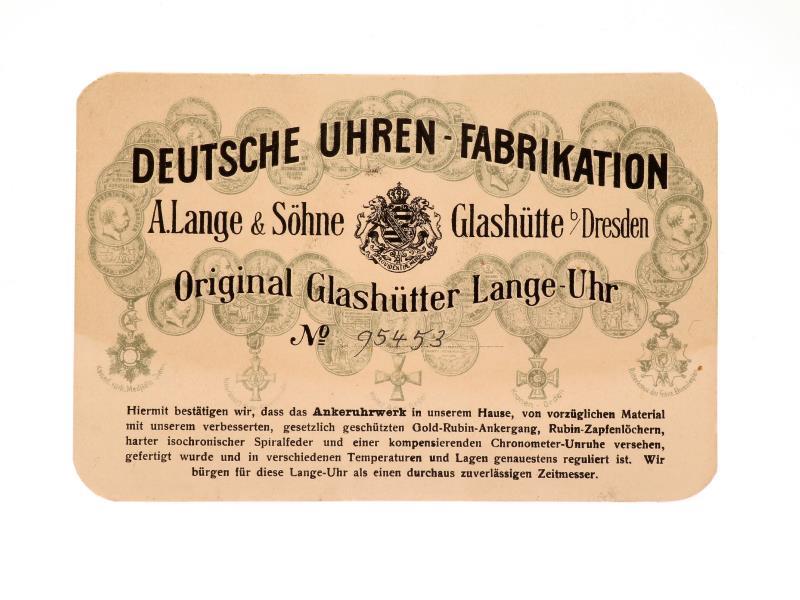 DEUTSCHE UHREN-FABRIKATION
A.Lange & Söhne Glashütte b/Dresden
Original Glashütter Lange-Uhr
No 95453
Hiermit bestätigen wir, dass das Ankeruhrwerk in unserem Hause, von vorzüglichen Material
mit unserem verbesserten, gesetzlich geschützten Gold-Rubin-Ankergang, Rubin-Zapfenlöchern,
harter isochronischer Spiralfeder und einer kompensierenden Chronometer-Unruhe versehen,
gefertigt wurde und in verschiedenen Temperaturen und Lagen genauestens reguliert ist. Wir
bürgen für diese Lange-Uhr als einen durchaus zuverlässigen Zeitmesser.